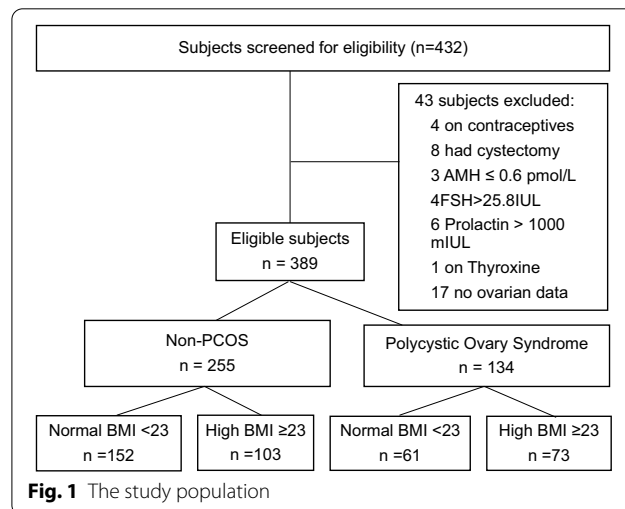 Subjects screened for eligibility (n=432)
43 subjects excluded:
4 on contraceptives
8 had cystectomy
3 AMH ≤ 0.6 pmol/L
4FSH>25.8IUL
6 Prolactin > 1000
mIUL
1 on Thyroxine
17 no ovarian data
Eligible subjects
n = 389
Non-PCOS
n = 255
Polycystic Ovary Syndrome
n = 134
Normal BMI <23
n =152
High BMI ≥23
n =103
Normal BMI <23
n =61
High BMI ≥23
n =73
Fig. 1 The study population